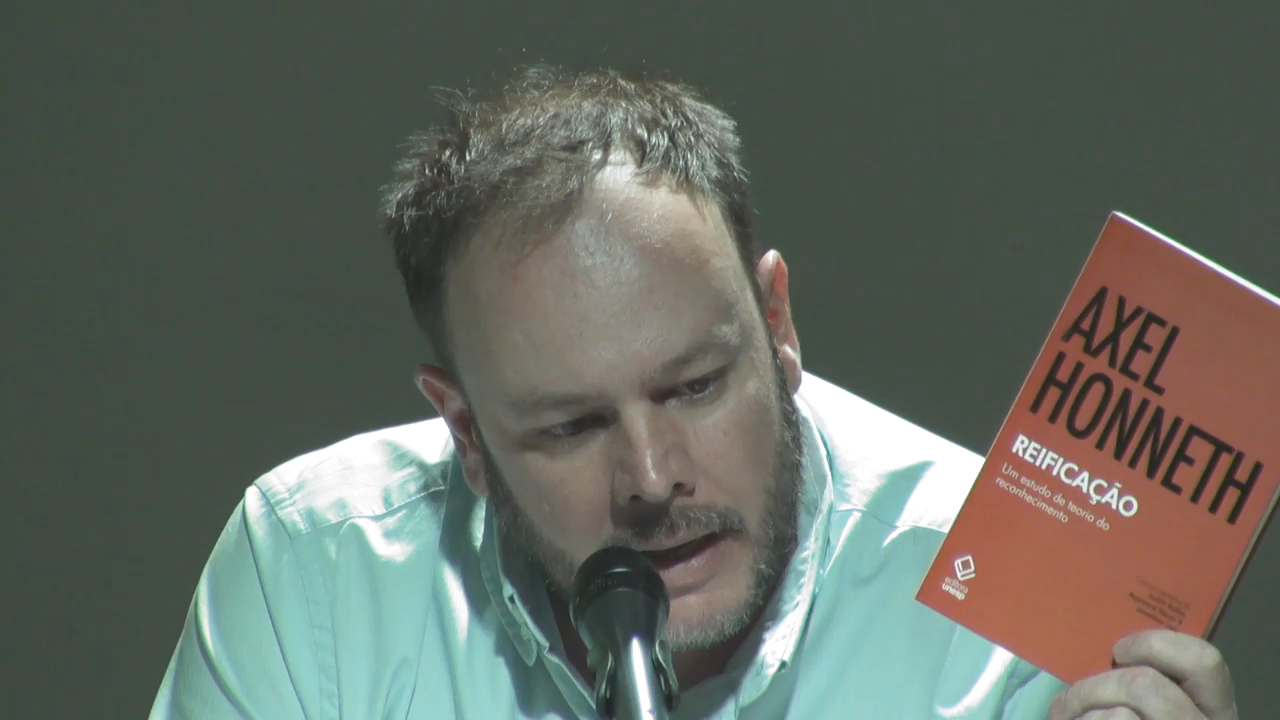 AXEL
HONNETH
REIFICAÇÃO
Um estudo de teoria do
reconhecimento
editora
unesp